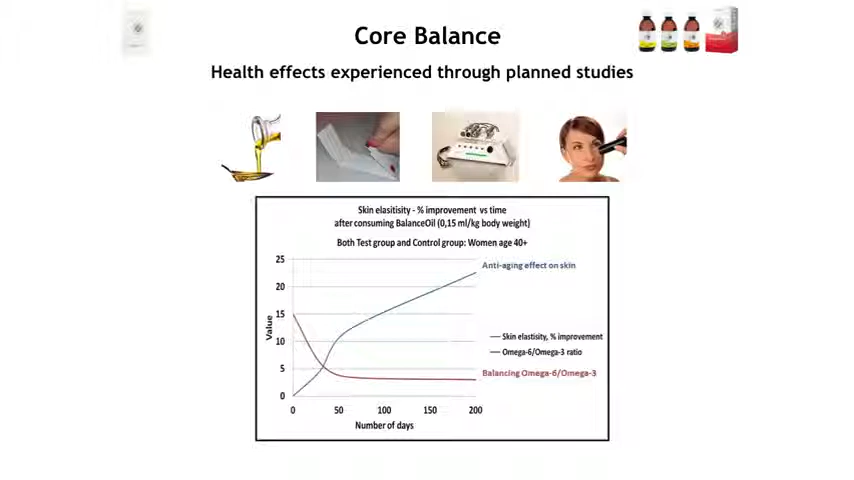 Core Balance
Health effects experienced through planned studies
Skin elasitisity - % improvement vs time
after consuming BalanceOil (0,15 ml/kg body weight)
Both Test group and Control group: Women age 40+
25
20
15
10
5
0
Value
0 50 100 150 200
Number of days
Anti-aging effect on skin
Skin elasticity, % improvement
Omega-6/Omega-3 ratio
Balancing Omega-6/Omega-3